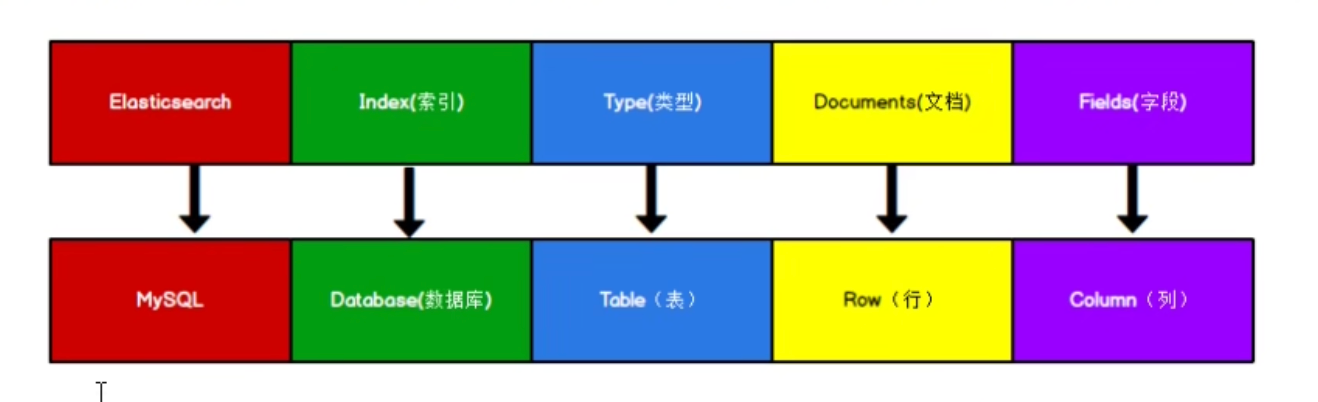 Elasticsearch
Index(索引)
Type(类型)
Documents(文档)
Fields(字段)
MySQL
Database(数据库)
Table（表）
Row（行）
Column（列）